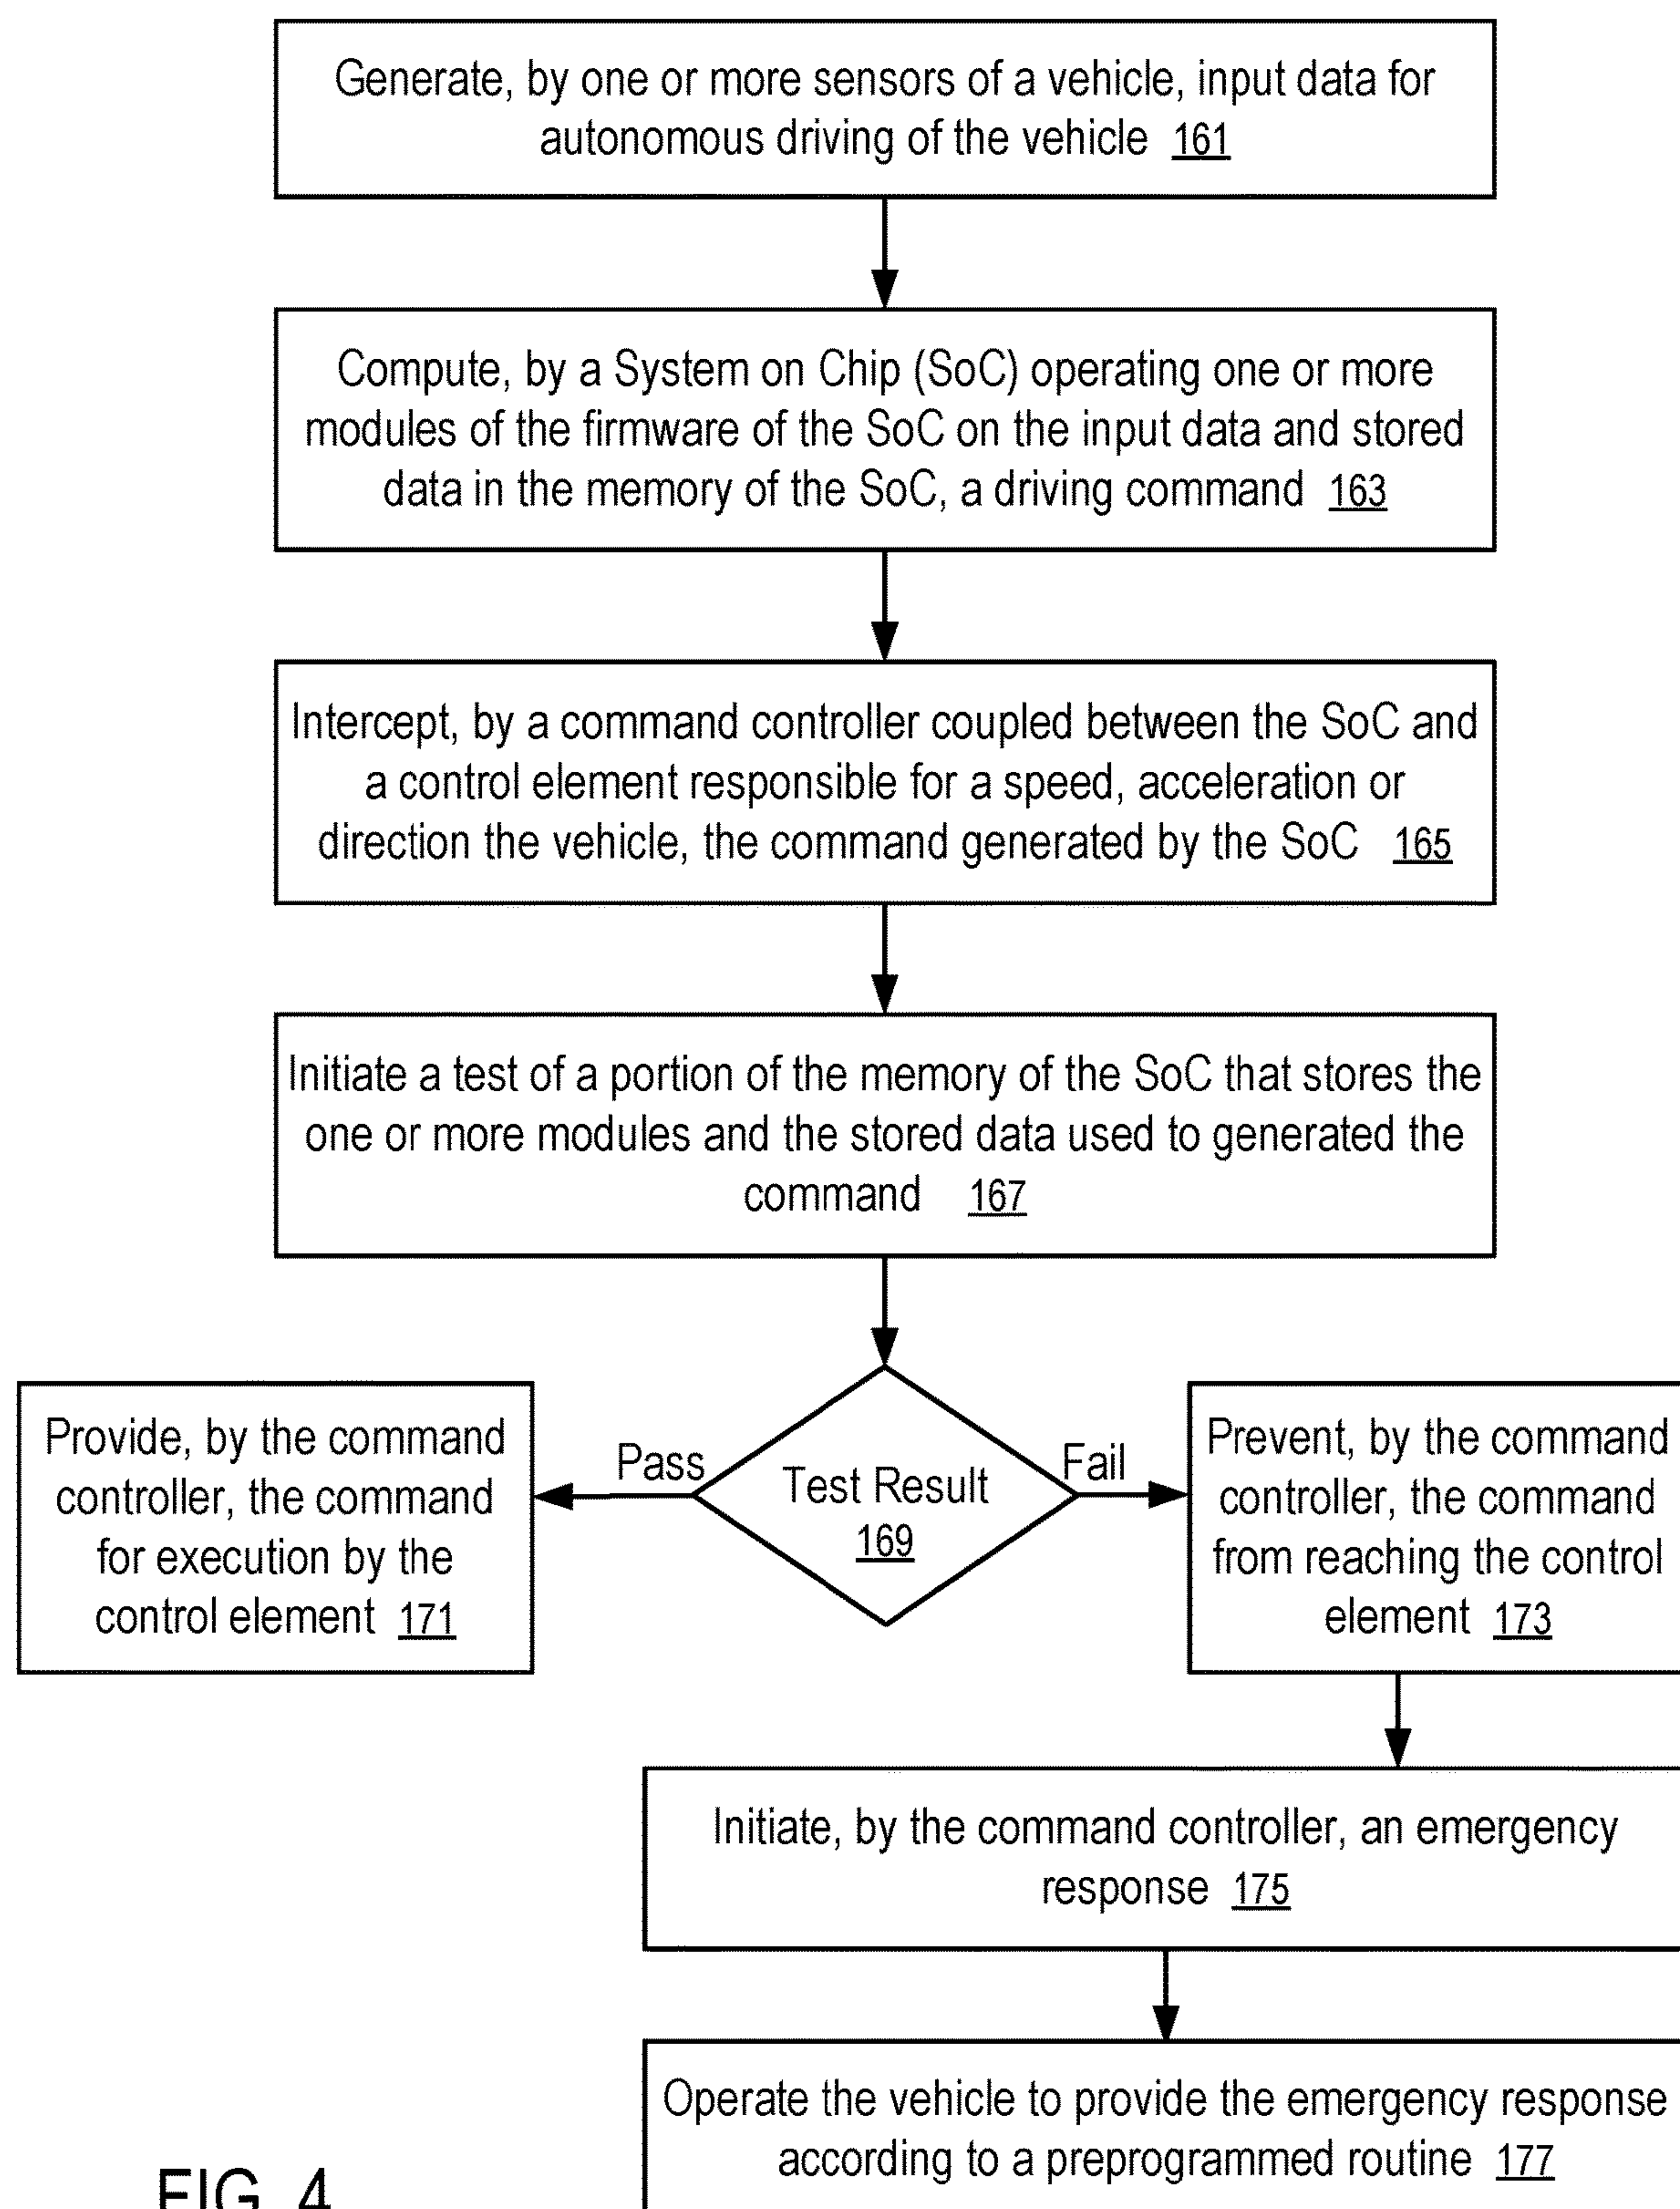 Generate, by one or more sensors of a vehicle, input data for
autonomous driving of the vehicle 161
Compute, by a System on Chip (SoC) operating one or more
modules of the firmware of the SoC on the input data and stored
data in the memory of the SoC, a driving command 163
Intercept, by a command controller coupled between the SoC and
a control element responsible for a speed, acceleration or
direction the vehicle, the command generated by the SoC 165
Initiate a test of a portion of the memory of the SoC that stores the
one or more modules and the stored data used to generated the
command 167
Provide, by the command
controller, the command
for execution by the
control element 171
Pass
Test Result
169
Fail
Prevent, by the command
controller, the command
from reaching the control
element 173
Initiate, by the command controller, an emergency
response 175
Operate the vehicle to provide the emergency response
according to a preprogrammed routine 177
FIG. 4